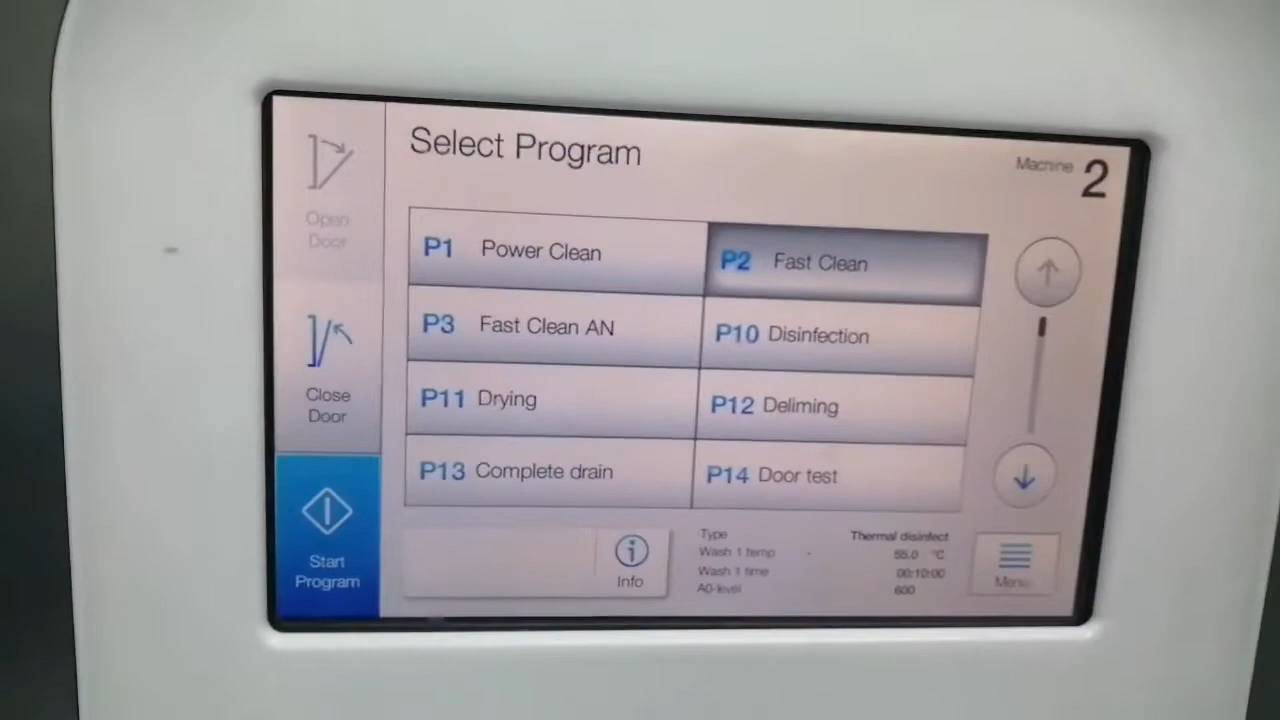 Select Program
Machine 2
Open
Door
P1 Power Clean
P2 Fast Clean
P3 Fast Clean AN
P10 Disinfection
Close
Door
P11 Drying
P12 Deliming
P13 Complete drain
P14 Door test
Start
Program
Info
Type Thermal disinfect
Wash 1 temp 55.0 °C
Wash 1 time 00:10:00
A0-level 600
Menu